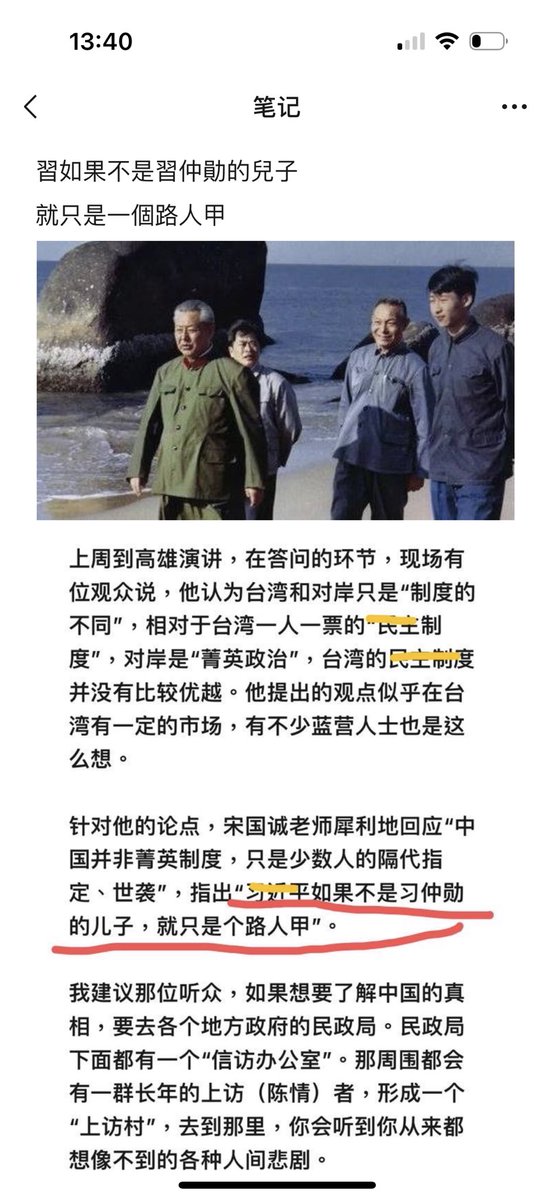 13:40
笔记
習如果不是習仲勛的兒子
就只是一個路人甲
上周到高雄演讲，在答问的环节，现场有
位观众说，他认为台湾和对岸只是“制度的
不同”，相对于台湾一人一票的“民主制
度”，对岸是“菁英政治”，台湾的民主制度
并没有比较优越。他提出的观点似乎在台
湾有一定的市场，有不少蓝营人士也是这
么想。
针对他的论点，宋国诚老师犀利地回应“中
国并非菁英制度，只是少数人的隔代指
定、世袭”，指出“习近平如果不是习仲勋
的儿子，就只是个路人甲”。
我建议那位听众，如果想要了解中国的真
相，要去各个地方政府的民政局。民政局
下面都有一个“信访办公室”。那周围都会
有一群长年的上访（陈情）者，形成一个
“上访村”，去到那里，你会听到你从来都
想像不到的各种人间悲剧。